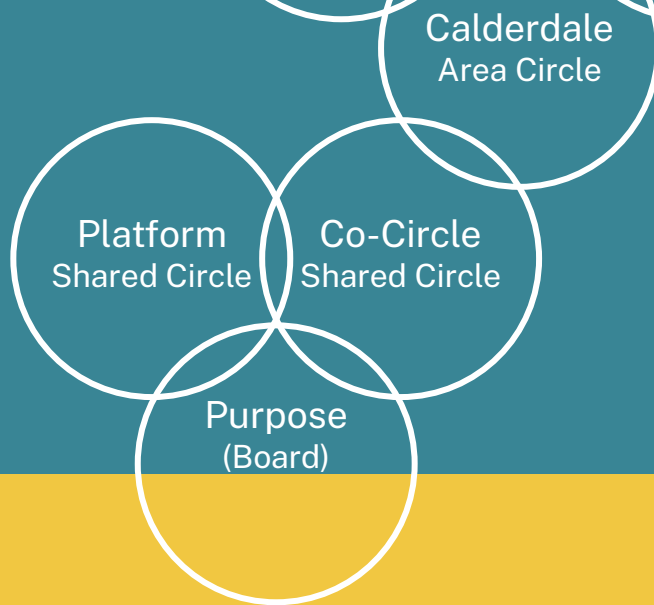 Calderdale
Area Circle
Platform
Shared Circle
Co-Circle
Shared Circle
Purpose
(Board)